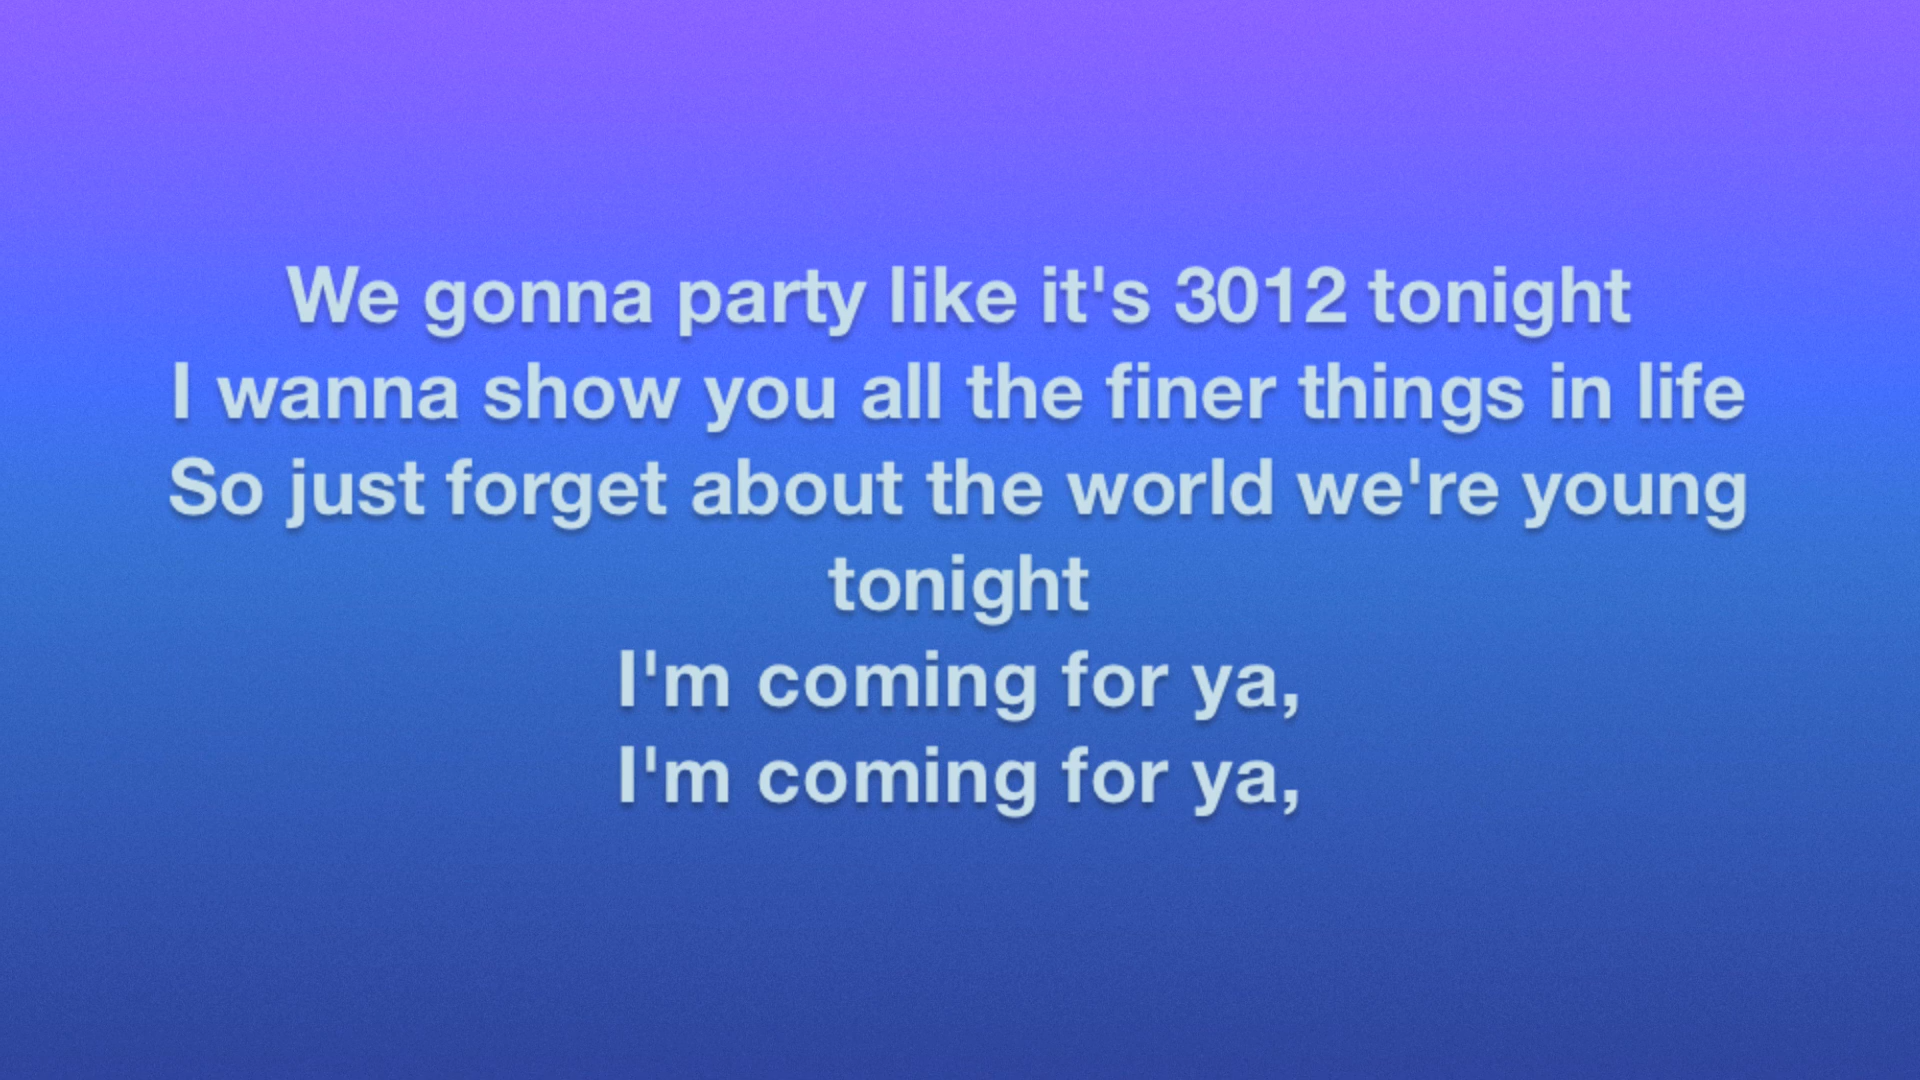 We gonna party like it's 3012 tonight
I wanna show you all the finer things in life
So just forget about the world we're young
tonight
I'm coming for ya,
I'm coming for ya,